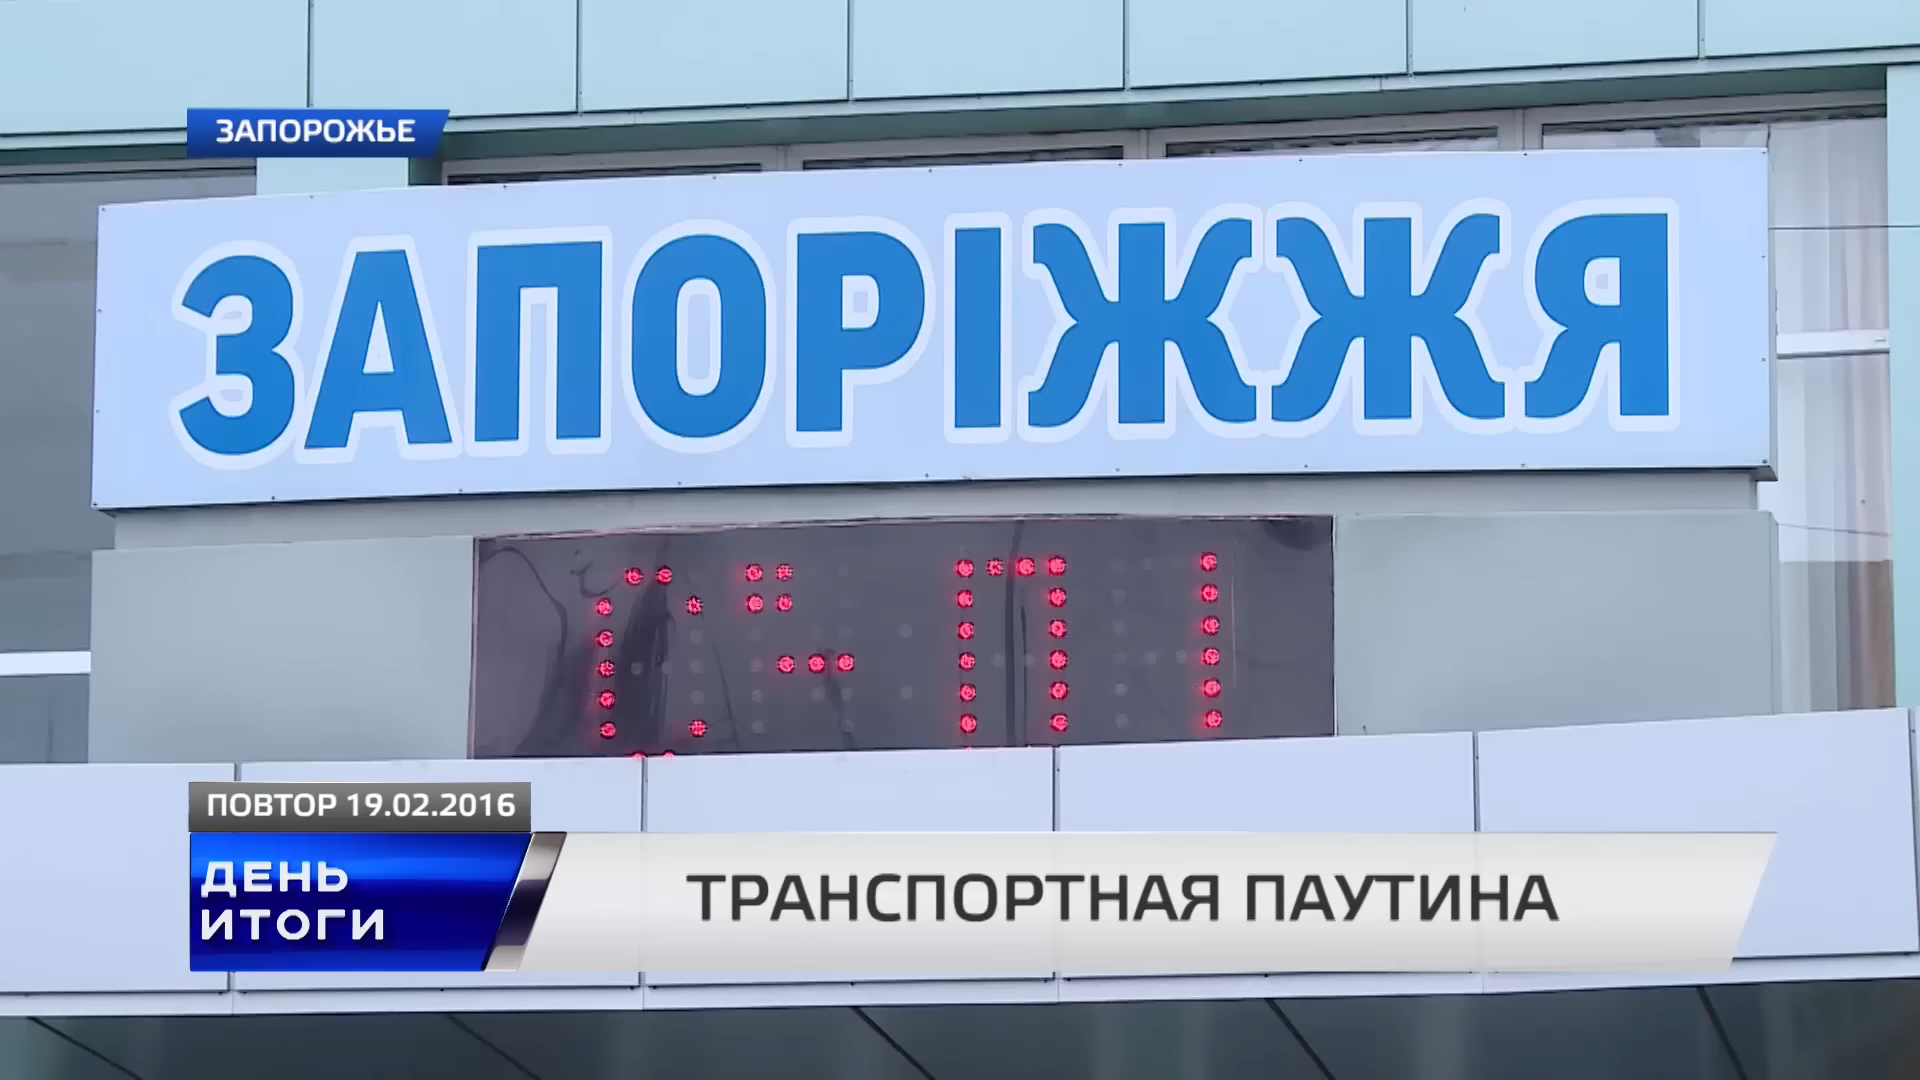 ЗАПОРОЖЬЕ
ЗАПОРІЖЖЯ
ПОВТОР 19.02.2016
ДЕНЬ
ИТОГИ
ТРАНСПОРТНАЯ ПАУТИНА